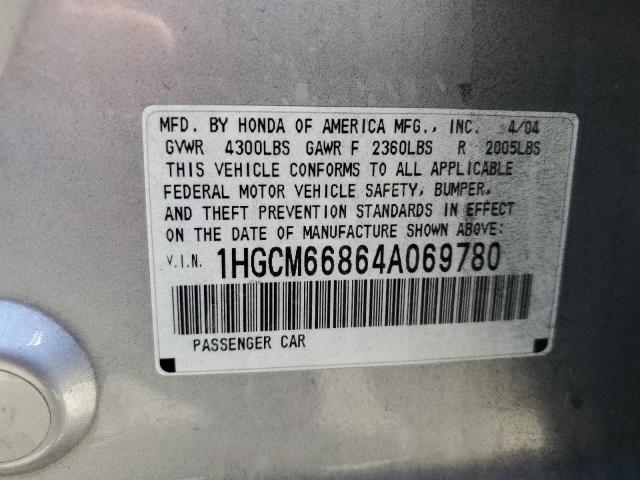 MFD. BY HONDA OF AMERICA MFG., INC. 4/04
GVWR 4300LBS GAWR F 2360LBS R 2005LBS
THIS VEHICLE CONFORMS TO ALL APPLICABLE
FEDERAL MOTOR VEHICLE SAFETY, BUMPER,
AND THEFT PREVENTION STANDARDS IN EFFECT
ON THE DATE OF MANUFACTURE SHOWN ABOVE:
V.I.N. 1HGCM66864A069780
PASSENGER CAR